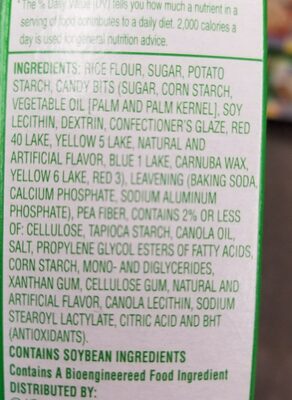 *The % Daily Value (DV) tells you how much a nutrient in a
serving of food contributes to a daily diet. 2,000 calories a
day is used for general nutrition advice.
INGREDIENTS: RICE FLOUR, SUGAR, POTATO
STARCH, CANDY BITS (SUGAR, CORN STARCH,
VEGETABLE OIL [PALM AND PALM KERNEL], SOY
LECITHIN, DEXTRIN, CONFECTIONER'S GLAZE, RED
40 LAKE, YELLOW 5 LAKE, NATURAL AND
ARTIFICIAL FLAVOR, BLUE 1 LAKE, CARNUBA WAX,
YELLOW 6 LAKE, RED 3), LEAVENING (BAKING SODA,
CALCIUM PHOSPHATE, SODIUM ALUMINUM
PHOSPHATE), PEA FIBER, CONTAINS 2% OR LESS
OF: CELLULOSE, TAPIOCA STARCH, CANOLA OIL,
SALT, PROPYLENE GLYCOL ESTERS OF FATTY ACIDS,
CORN STARCH, MONO- AND DIGLYCERIDES,
XANTHAN GUM, CELLULOSE GUM, NATURAL AND
ARTIFICIAL FLAVOR, CANOLA LECITHIN, SODIUM
STEAROYL LACTYLATE, CITRIC ACID AND BHT
(ANTIOXIDANTS).
CONTAINS SOYBEAN INGREDIENTS
Contains A Bioengineereed Food Ingredient
DISTRIBUTED BY: